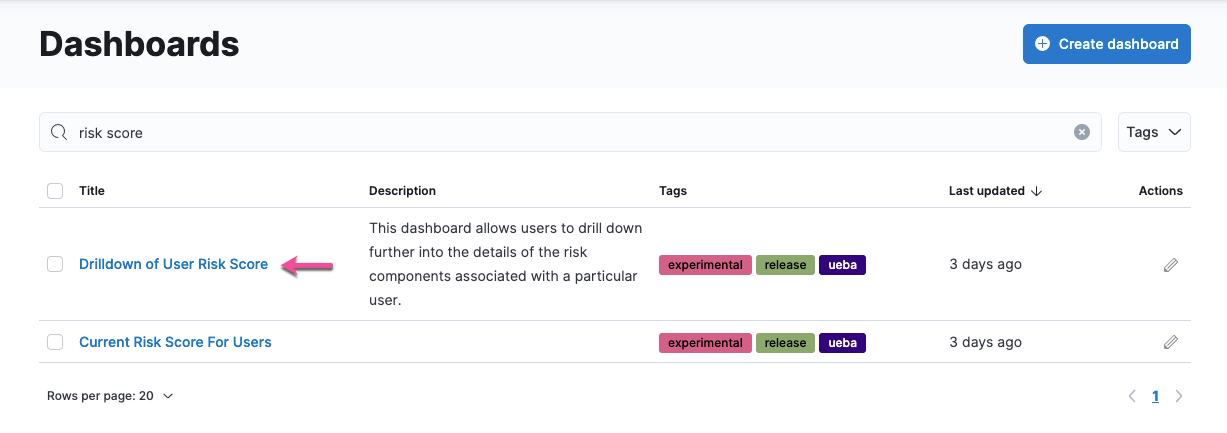 Dashboards
Create dashboard
risk score
Tags
Title Description Tags Last updated Actions
This dashboard allows users to drill down
further into the details of the risk
Drilldown of User Risk Score experimental release ueba 3 days ago
components associated with a particular
user.
Current Risk Score For Users experimental release ueba 3 days ago
Rows per page: 20 1